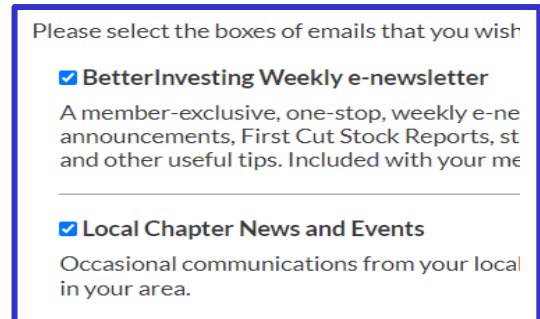 Please select the boxes of emails that you wish
BetterInvesting Weekly e-newsletter
A member-exclusive, one-stop, weekly e-ne
announcements, First Cut Stock Reports, st
and other useful tips. Included with your me
Local Chapter News and Events
Occasional communications from your local
in your area.